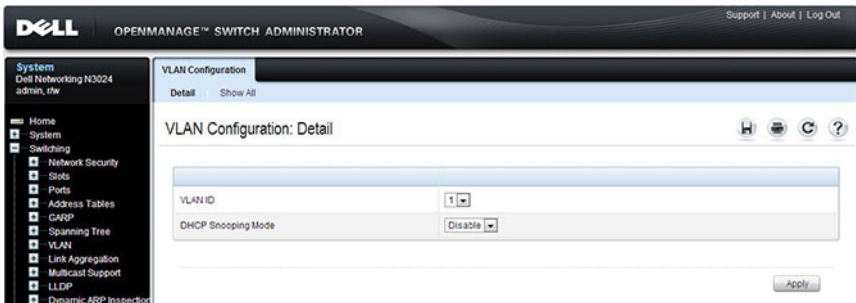 DELL OPENMANAGE™ SWITCH ADMINISTRATOR
Support | About | Log Out
System
Dell Networking N3024
admin, r/w
Home
System
Switching
Network Security
Slots
Ports
Address Tables
GARP
Spanning Tree
VLAN
Link Aggregation
Multicast Support
LLDP
Dynamic ARP Inspection
VLAN Configuration
Detail Show All
VLAN Configuration: Detail
VLAN ID 1
DHCP Snooping Mode Disable
Apply